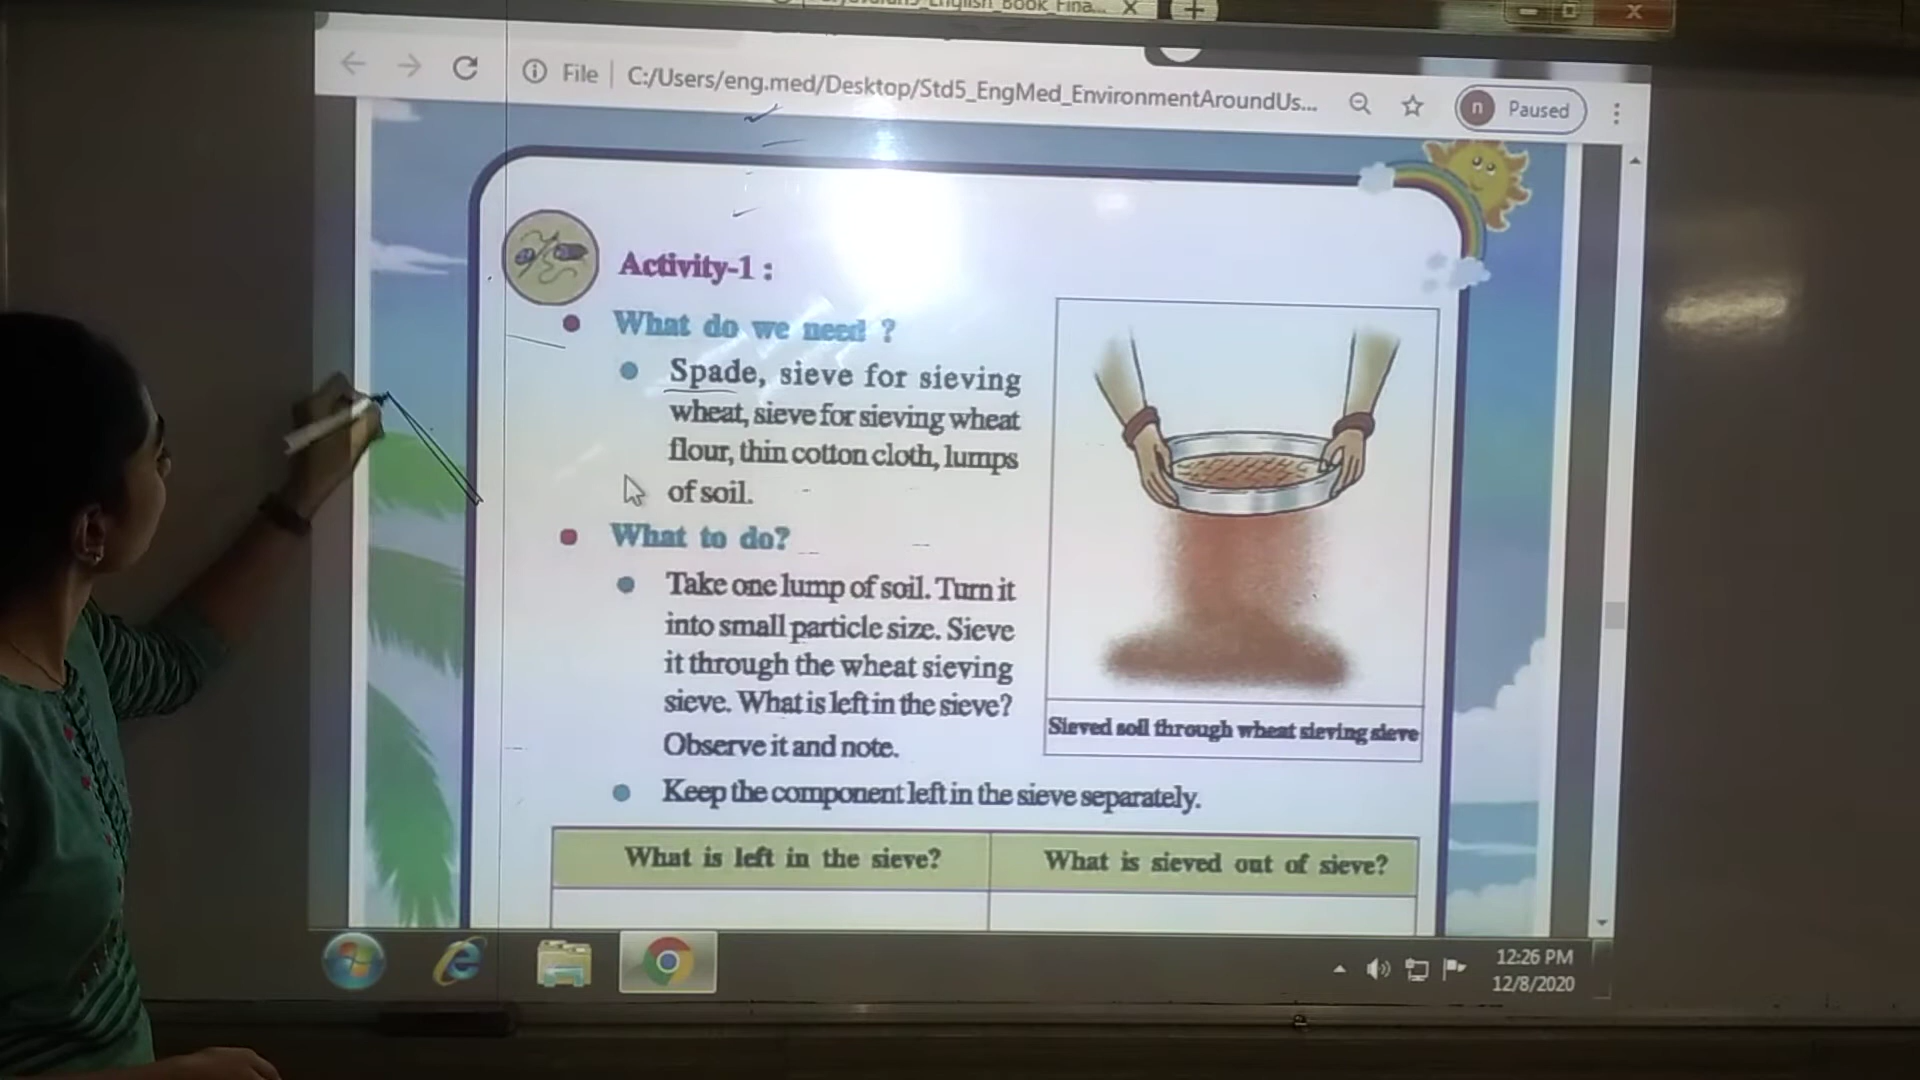 English_Book_Fina...
File
C:/Users/eng.med/Desktop/Std5_EngMed_EnvironmentAroundUs...
n Paused
Activity-1 :
What do we need ?
Spade, sieve for sieving
wheat, sieve for sieving wheat
flour, thin cotton cloth, lumps
of soil.
What to do?
Take one lump of soil. Turn it
into small particle size. Sieve
it through the wheat sieving
sieve. What is left in the sieve?
Observe it and note.
Sieved soil through wheat sieving sieve
Keep the component left in the sieve separately.
What is left in the sieve?
What is sieved out of sieve?
12:26 PM
12/8/2020